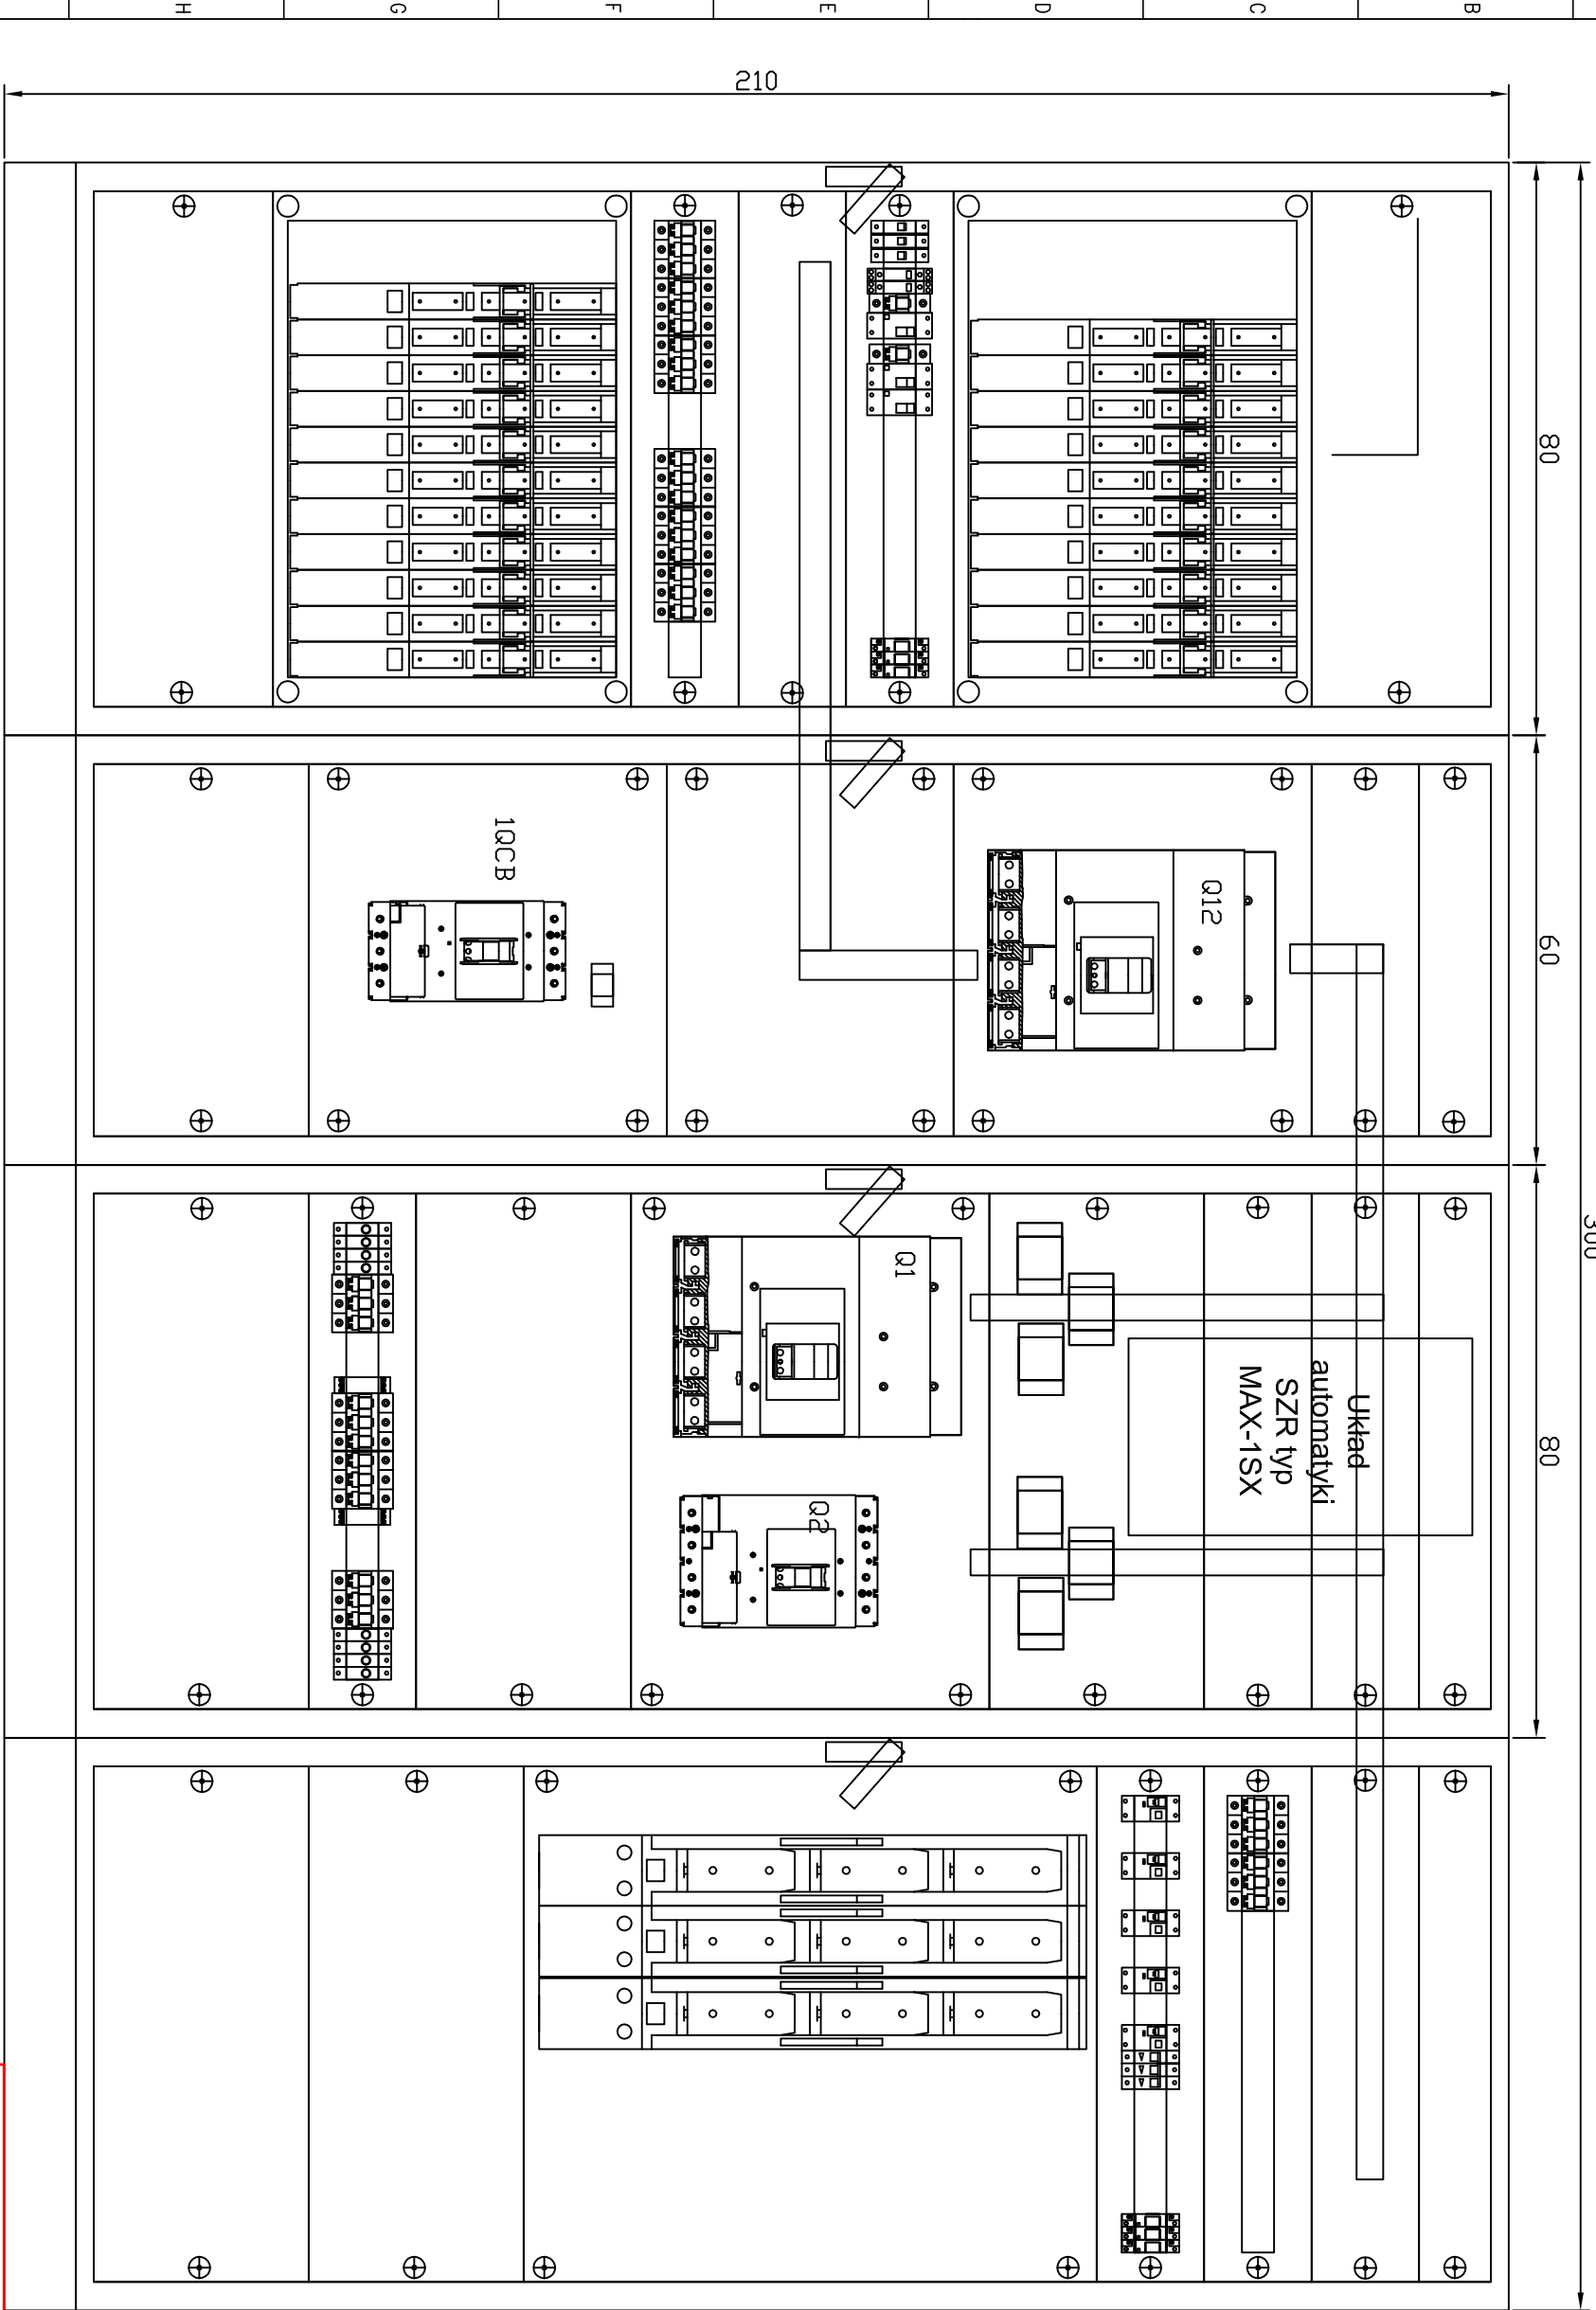 H
G
F
E
D
C
B
210
80
60
80
300
Q12
1QCB
Q1
Q2
Układ
automatyki
SZR typ
MAX-1SX